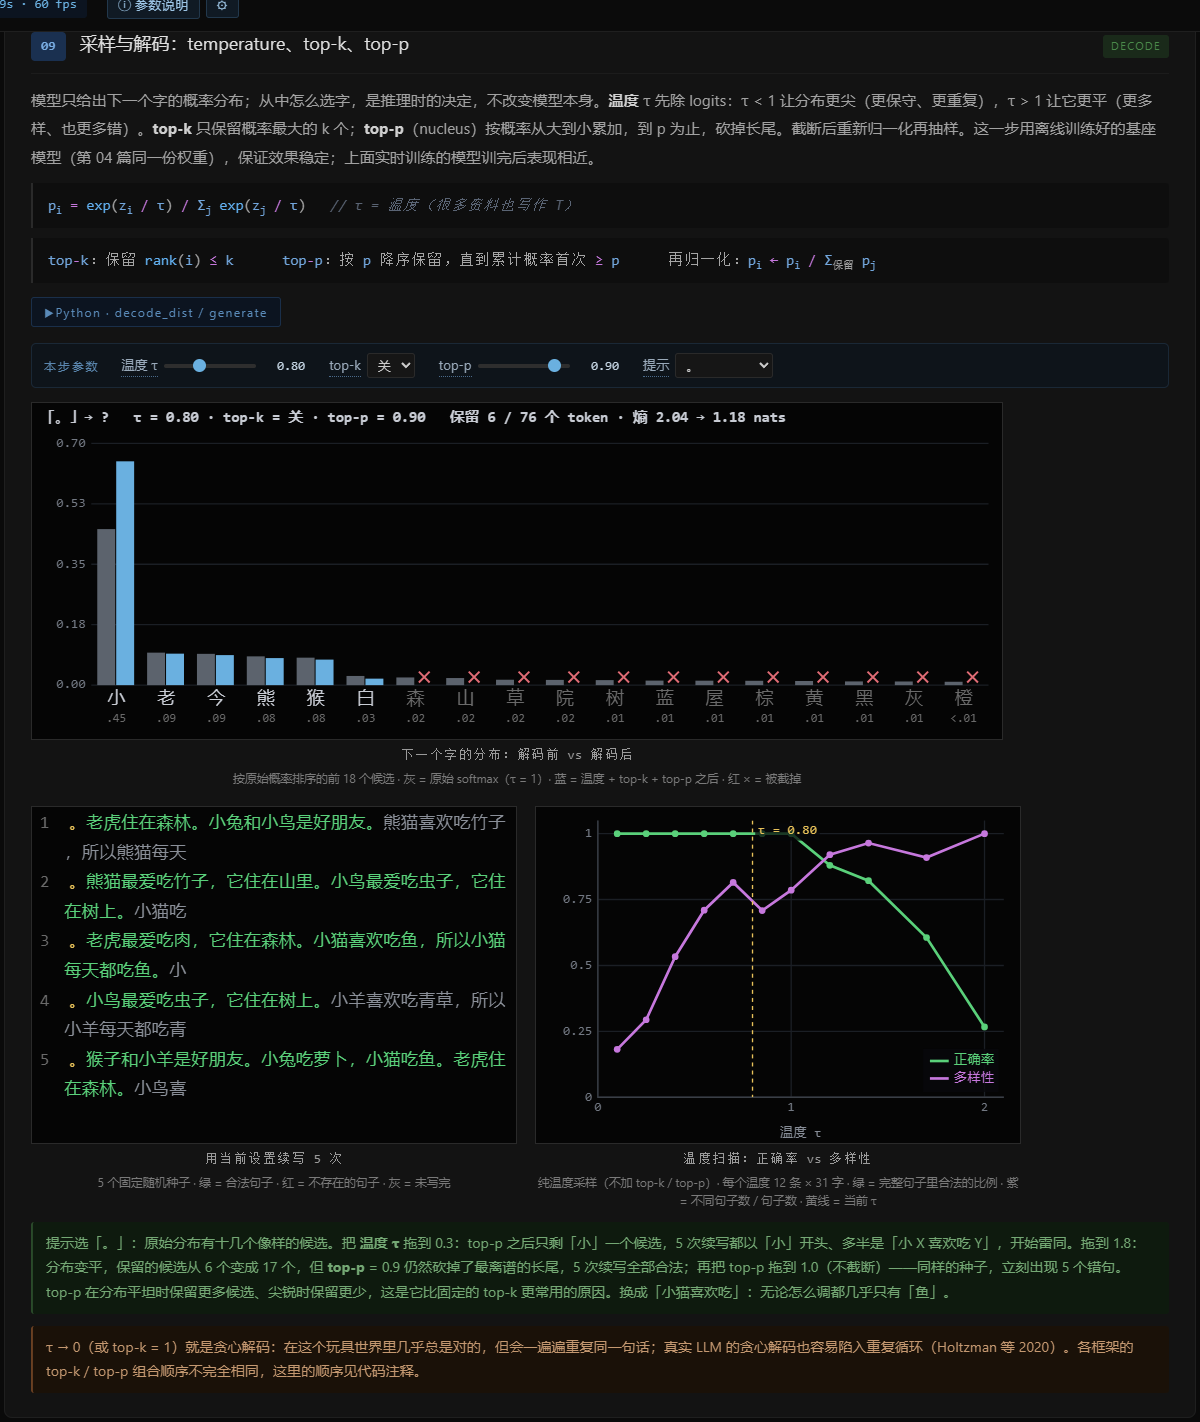 9s · 60 fps
ⓘ 参数说明
⚙
09 采样与解码：temperature、top-k、top-p
DECODE
模型只给出下一个字的概率分布；从中怎么选字，是推理时的决定，不改变模型本身。温度 τ 先除 logits：τ < 1 让分布更尖（更保守、更重复），τ > 1 让它更平（更多
样、也更多错）。top-k 只保留概率最大的 k 个；top-p（nucleus）按概率从大到小累加，到 p 为止，砍掉长尾。截断后重新归一化再抽样。这一步用离线训练好的基座
模型（第 04 篇同一份权重），保证效果稳定；上面实时训练的模型训完后表现相近。
pi = exp(zi / τ) / Σj exp(zj / τ) // τ = 温度（很多资料也写作 T）
top-k：保留 rank(i) ≤ k top-p：按 p 降序保留，直到累计概率首次 ≥ p 再归一化：pi ← pi / Σ保留 pj
▶Python · decode_dist / generate
本步参数 温度 τ 0.80 top-k 关 top-p 0.90 提示 。
「。」→ ? τ = 0.80 · top-k = 关 · top-p = 0.90 保留 6 / 76 个 token · 熵 2.04 → 1.18 nats
0.70
0.53
0.35
0.18
0.00
小 老 今 熊 猴 白 森 山 草 院 树 蓝 屋 棕 黄 黑 灰 橙
.45 .09 .09 .08 .08 .03 .02 .02 .02 .02 .01 .01 .01 .01 .01 .01 .01 <.01
下一个字的分布：解码前 vs 解码后
按原始概率排序的前 18 个候选 · 灰 = 原始 softmax（τ = 1）· 蓝 = 温度 + top-k + top-p 之后 · 红 × = 被截掉
1 。老虎住在森林。小兔和小鸟是好朋友。熊猫喜欢吃竹子
，所以熊猫每天
2 。熊猫最爱吃竹子，它住在山里。小鸟最爱吃虫子，它住
在树上。小猫吃
3 。老虎最爱吃肉，它住在森林。小猫喜欢吃鱼，所以小猫
每天都吃鱼。小
4 。小鸟最爱吃虫子，它住在树上。小羊喜欢吃青草，所以
小羊每天都吃青
5 。猴子和小羊是好朋友。小兔吃萝卜，小猫吃鱼。老虎住
在森林。小鸟喜
用当前设置续写 5 次
5 个固定随机种子 · 绿 = 合法句子 · 红 = 不存在的句子 · 灰 = 未写完
τ = 0.80
1
0.75
0.5
0.25
0
0 1 2
正确率
多样性
温度 τ
温度扫描：正确率 vs 多样性
纯温度采样（不加 top-k / top-p）· 每个温度 12 条 × 31 字 · 绿 = 完整句子里合法的比例 · 紫
= 不同句子数 / 句子数 · 黄线 = 当前 τ
提示选「。」：原始分布有十几个像样的候选。把 温度 τ 拖到 0.3：top-p 之后只剩「小」一个候选，5 次续写都以「小」开头、多半是「小 X 喜欢吃 Y」，开始雷同。拖到 1.8：
分布变平，保留的候选从 6 个变成 17 个，但 top-p = 0.9 仍然砍掉了最离谱的长尾，5 次续写全部合法；再把 top-p 拖到 1.0（不截断）——同样的种子，立刻出现 5 个错句。
top-p 在分布平坦时保留更多候选、尖锐时保留更少，这是它比固定的 top-k 更常用的原因。换成「小猫喜欢吃」：无论怎么调都几乎只有「鱼」。
τ → 0（或 top-k = 1）就是贪心解码：在这个玩具世界里几乎总是对的，但会一遍遍重复同一句话；真实 LLM 的贪心解码也容易陷入重复循环（Holtzman 等 2020）。各框架的
top-k / top-p 组合顺序不完全相同，这里的顺序见代码注释。